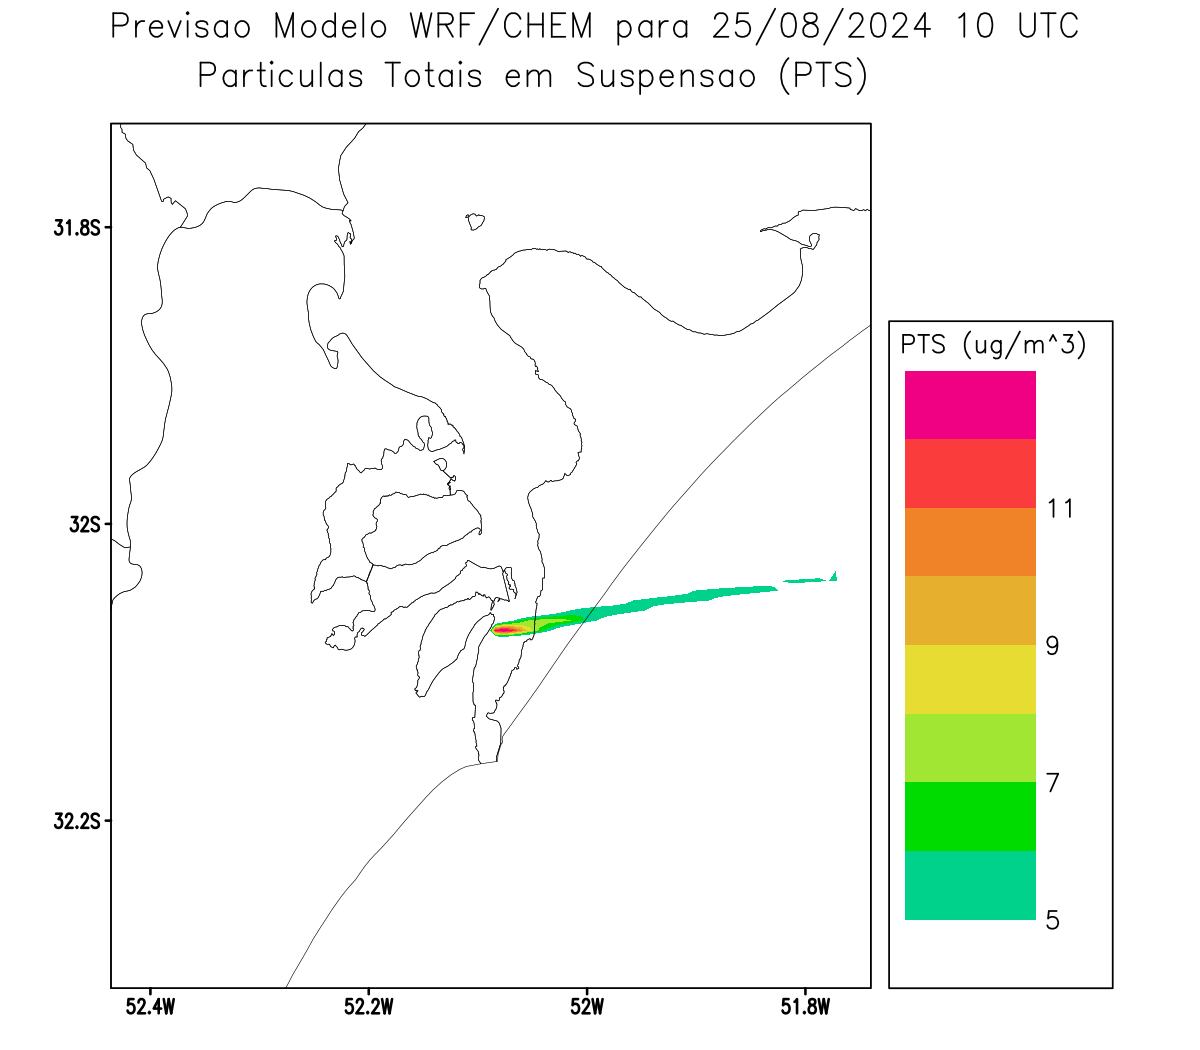 Previsao Modelo WRF/CHEM para 25/08/2024 10 UTC
Particulas Totais em Suspensao (PTS)
31.8S
32S
32.2S
52.4W
52.2W
52W
51.8W
PTS (ug/m^3)
11
9
7
5